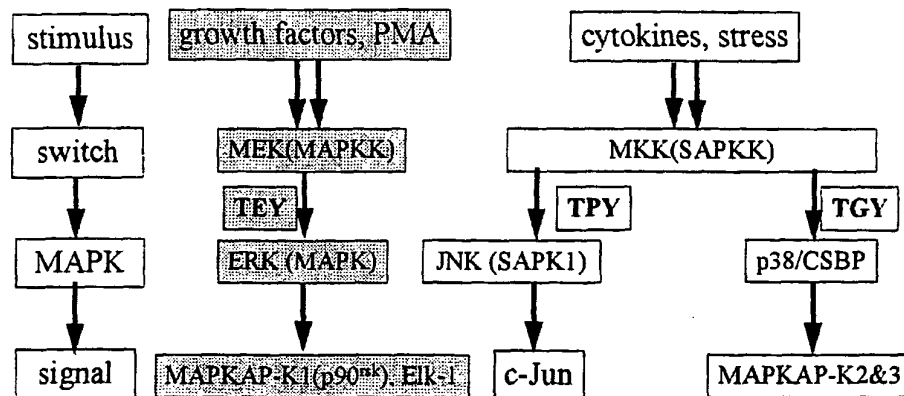 stimulus
growth factors, PMA
cytokines, stress
switch
MEK(MAPKK)
MKK(SAPKK)
TEY
TPY
TGY
MAPK
ERK (MAPK)
JNK (SAPK1)
p38/CSBP
signal
MAPKAP-K1(p90rsk). Elk-1
c-Jun
MAPKAP-K2&3